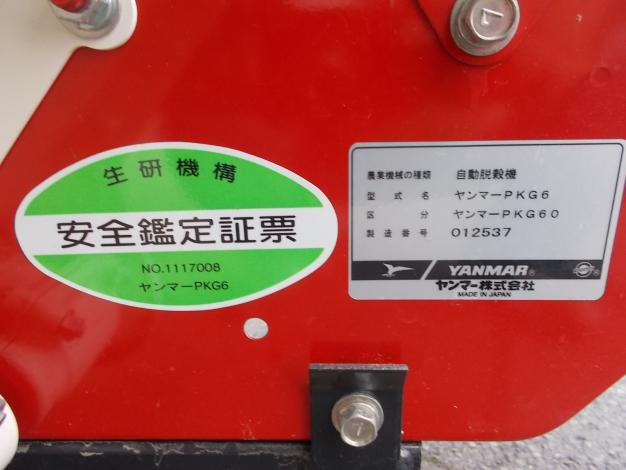 生研機構
安全鑑定証票
NO.1117008
ヤンマーPKG6
農業機械の種類 自動脱穀機
型式名 ヤンマーPKG6
区分 ヤンマーPKG60
製造番号 012537
YANMAR®
ヤンマー株式会社
MADE IN JAPAN
7